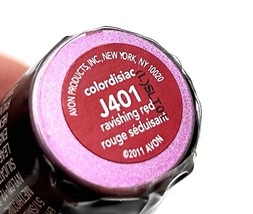 AVON PRODUCTS, INC., NEW YORK, NY 10020
colordisiac
J401
ravishing red
rouge séduisant
©2011 AVON